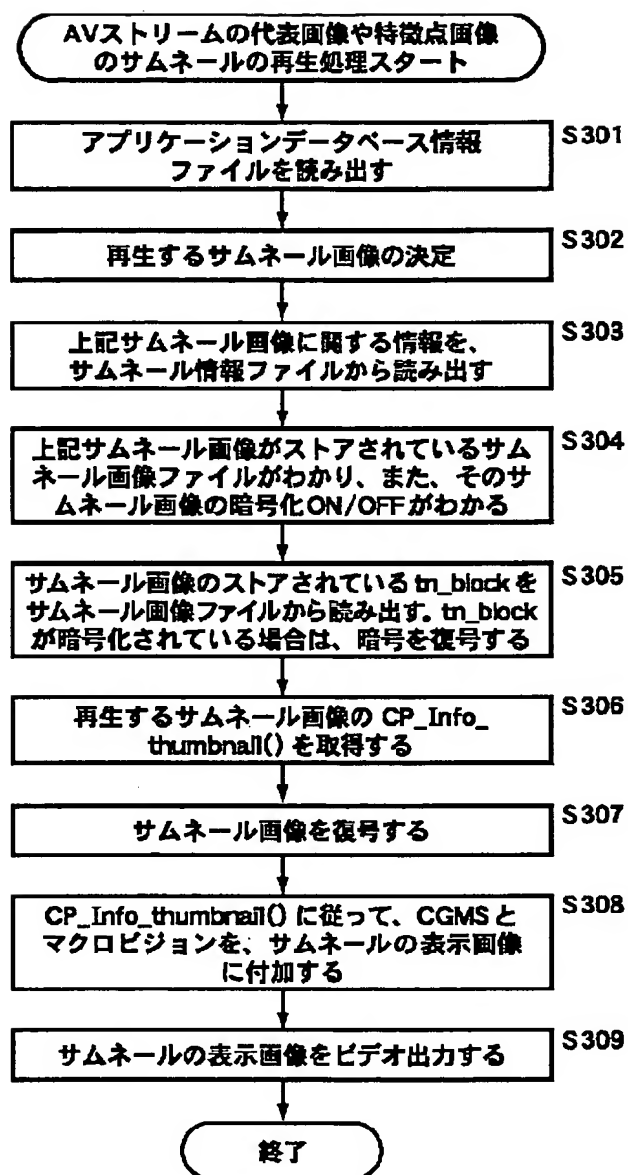 AVストリームの代表画像や特徴点画像
のサムネールの再生処理スタート
アプリケーションデータベース情報
ファイルを読み出す
S301
再生するサムネール画像の決定
S302
上記サムネール画像に関する情報を、
サムネール情報ファイルから読み出す
S303
上記サムネール画像がストアされているサム
ネール画像ファイルがわかり、また、そのサ
ムネール画像の暗号化ON/OFFがわかる
S304
サムネール画像のストアされているtn_blockを
サムネール画像ファイルから読み出す。tn_block
が暗号化されている場合は、暗号を復号する
S305
再生するサムネール画像の CP_Info_
thumbnail() を取得する
S306
サムネール画像を復号する
S307
CP_Info_thumbnail() に従って、CGMSと
マクロビジョンを、サムネールの表示画像
に付加する
S308
サムネールの表示画像をビデオ出力する
S309
終了